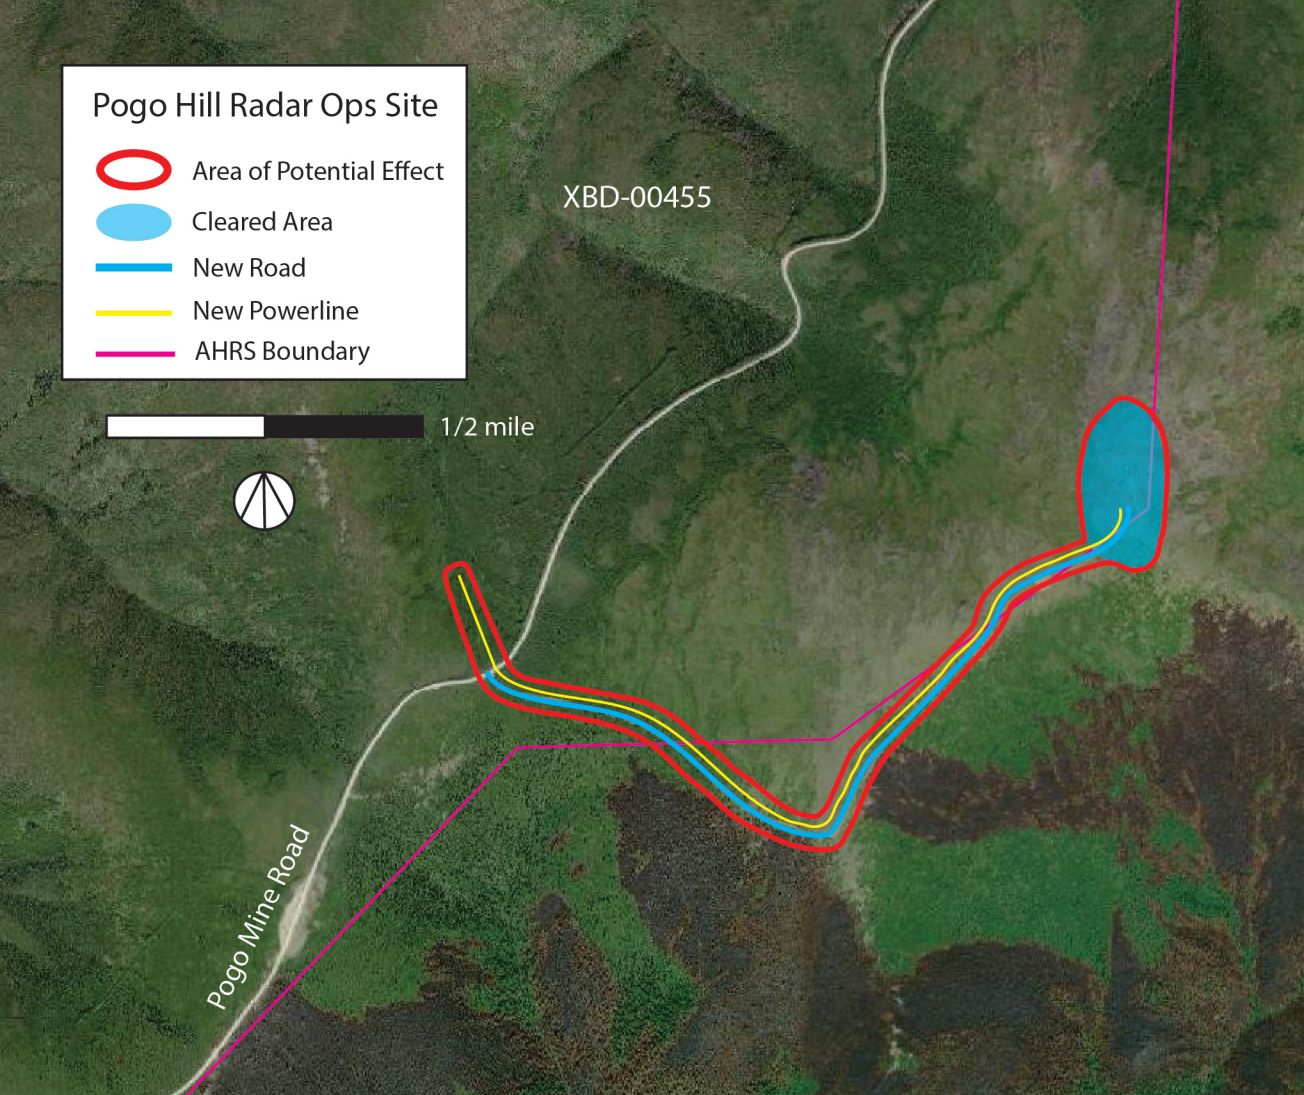 Pogo Hill Radar Ops Site
Area of Potential Effect
Cleared Area
New Road
New Powerline
AHRS Boundary
1/2 mile
XBD-00455
Pogo Mine Road